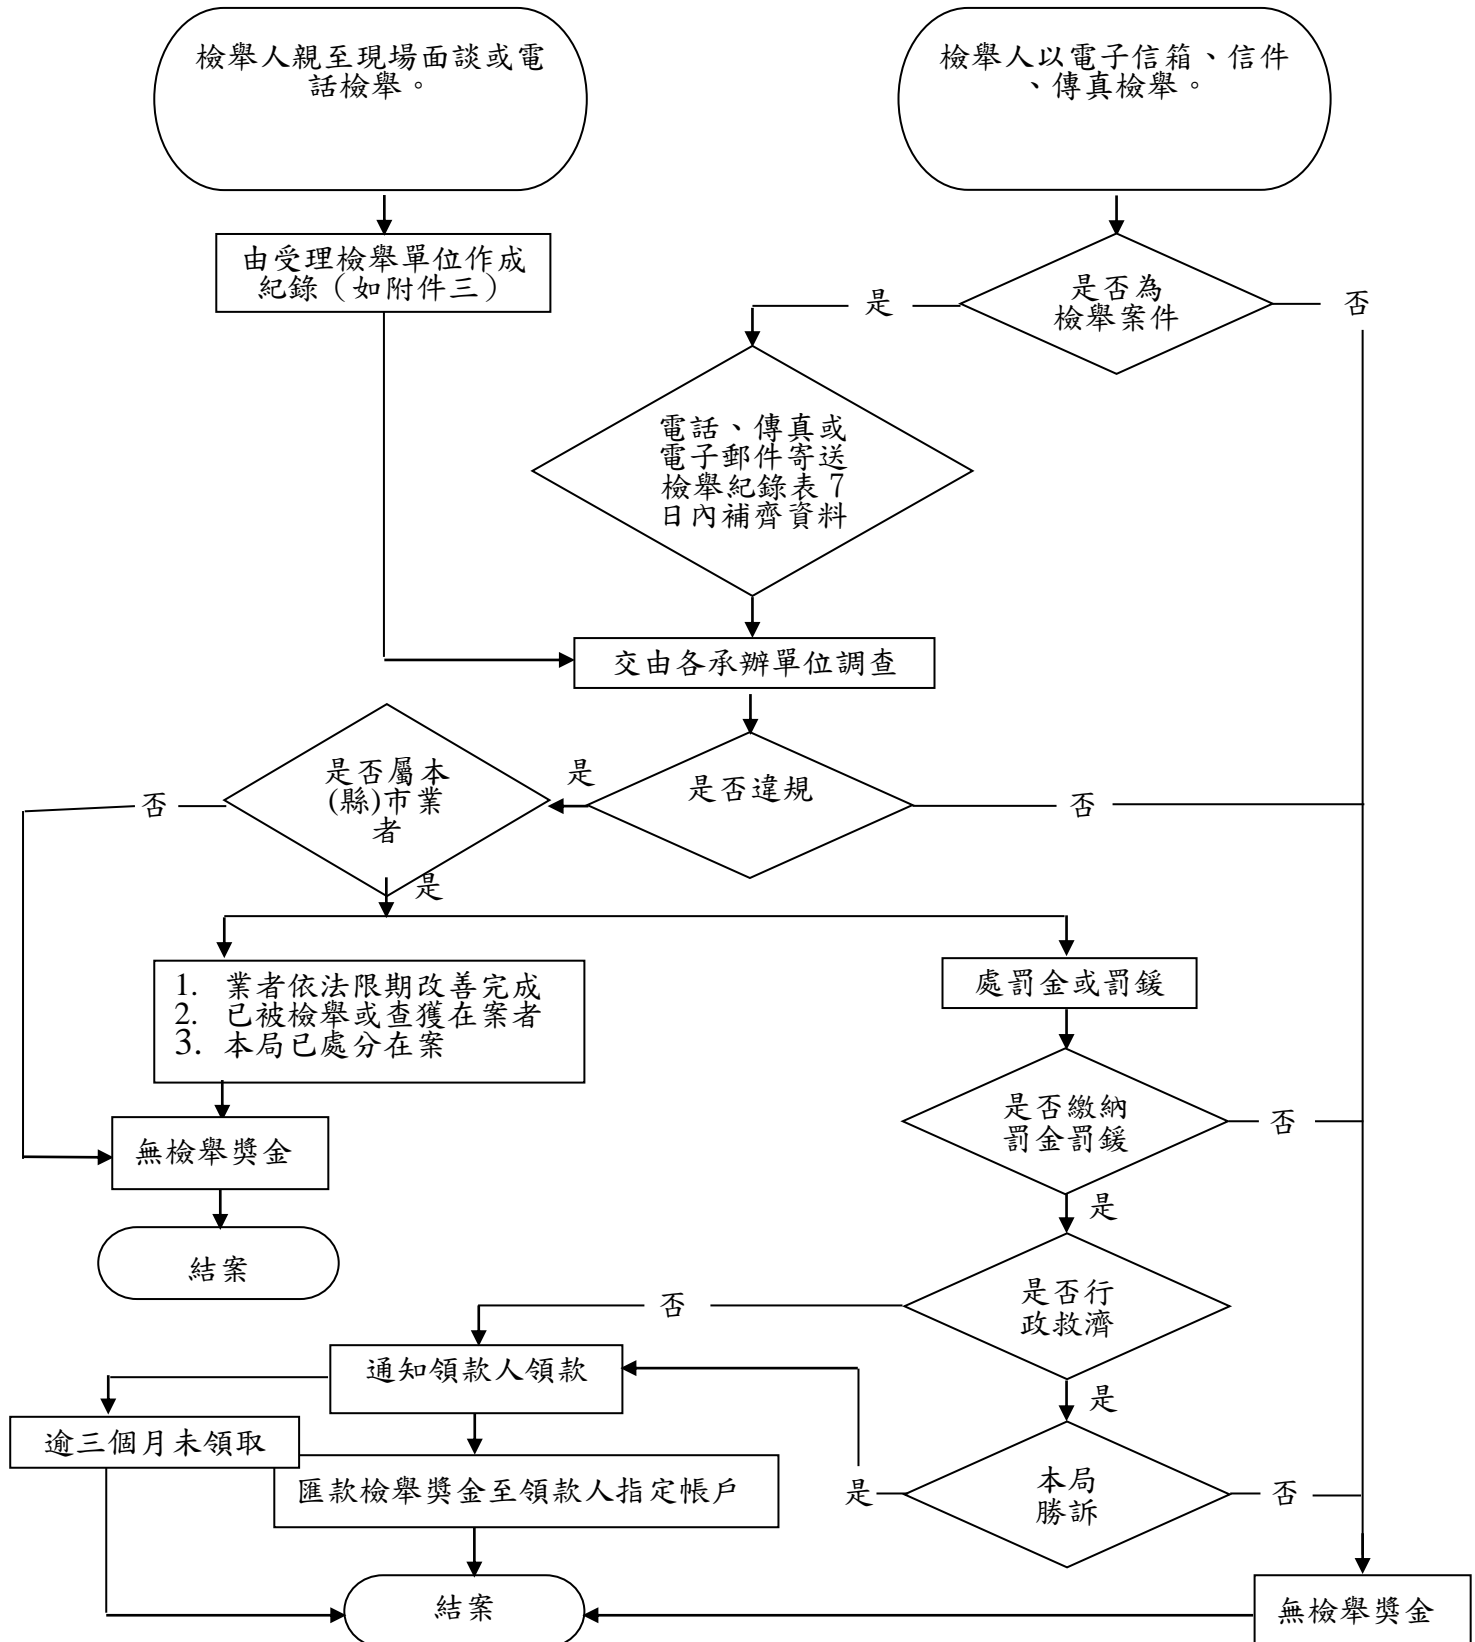 檢舉人親至現場面談或電
話檢舉。
檢舉人以電子信箱、信件
、傳真檢舉。
由受理檢舉單位作成
紀錄（如附件三）
是否為
檢舉案件
是
否
電話、傳真或
電子郵件寄送
檢舉紀錄表 7
日內補齊資料
交由各承辦單位調查
是否屬本
(縣)市業
者
是
是否違規
否
否
是
1. 業者依法限期改善完成
2. 已被檢舉或查獲在案者
3. 本局已處分在案
處罰金或罰鍰
無檢舉獎金
是否繳納
罰金罰鍰
否
是
結案
是否行
政救濟
否
是
通知領款人領款
逾三個月未領取
匯款檢舉獎金至領款人指定帳戶
是
本局
勝訴
否
結案
無檢舉獎金